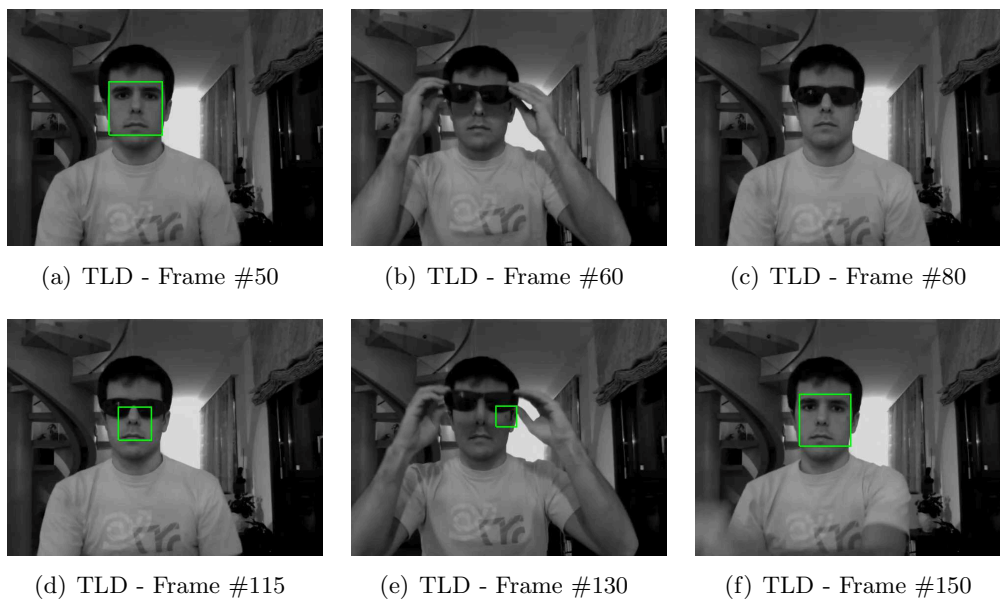 (a) TLD - Frame #50
(b) TLD - Frame #60
(c) TLD - Frame #80
(d) TLD - Frame #115
(e) TLD - Frame #130
(f) TLD - Frame #150